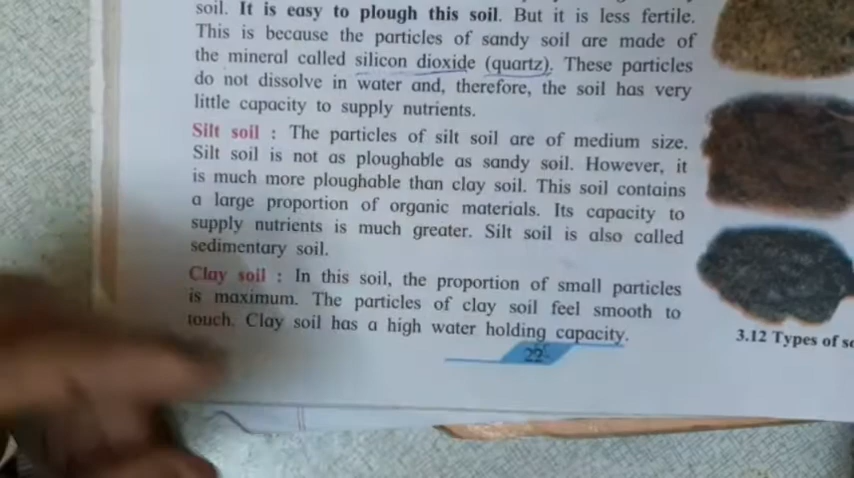 soil. It is easy to plough this soil. But it is less fertile.
This is because the particles of sandy soil are made of
the mineral called silicon dioxide (quartz). These particles
do not dissolve in water and, therefore, the soil has very
little capacity to supply nutrients.
Silt soil : The particles of silt soil are of medium size.
Silt soil is not as ploughable as sandy soil. However, it
is much more ploughable than clay soil. This soil contains
a large proportion of organic materials. Its capacity to
supply nutrients is much greater. Silt soil is also called
sedimentary soil.
Clay soil : In this soil, the proportion of small particles
is maximum. The particles of clay soil feel smooth to
touch. Clay soil has a high water holding capacity.
22
3.12 Types of